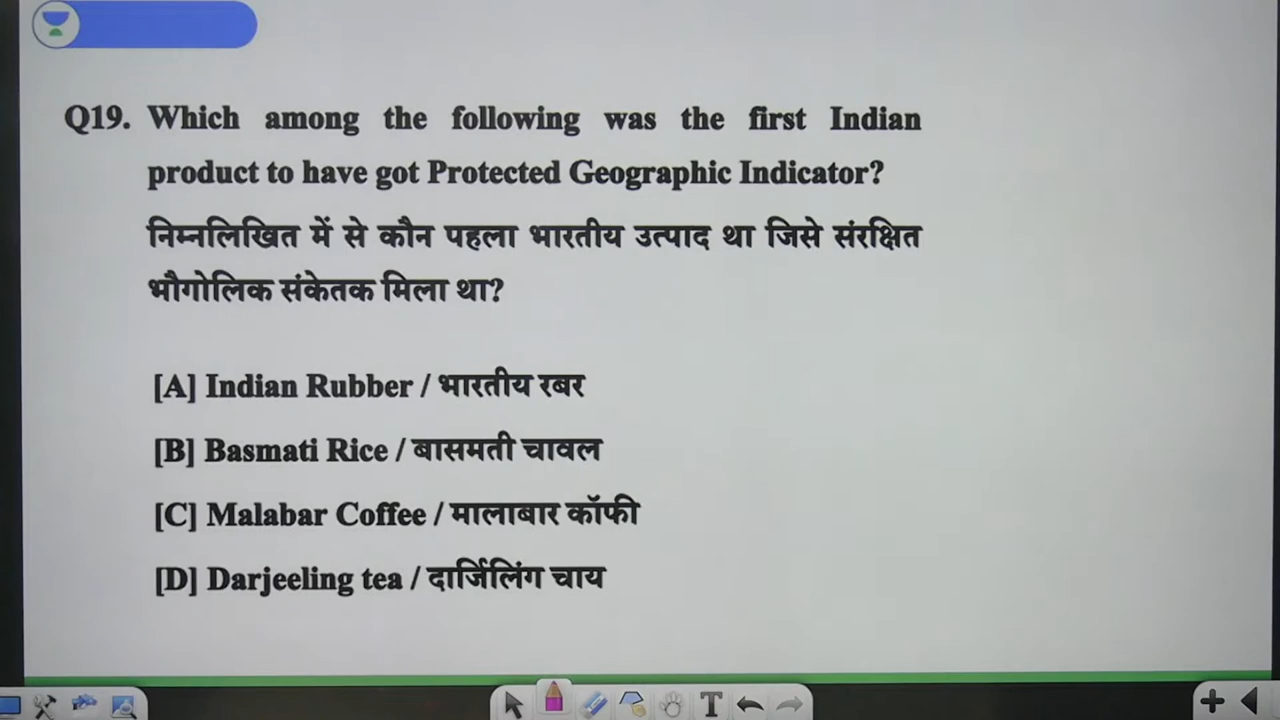 Q19. Which among the following was the first Indian
product to have got Protected Geographic Indicator?
निम्नलिखित में से कौन पहला भारतीय उत्पाद था जिसे संरक्षित
भौगोलिक संकेतक मिला था?
[A] Indian Rubber / भारतीय रबर
[B] Basmati Rice / बासमती चावल
[C] Malabar Coffee / मालाबार कॉफी
[D] Darjeeling tea / दार्जिलिंग चाय
T